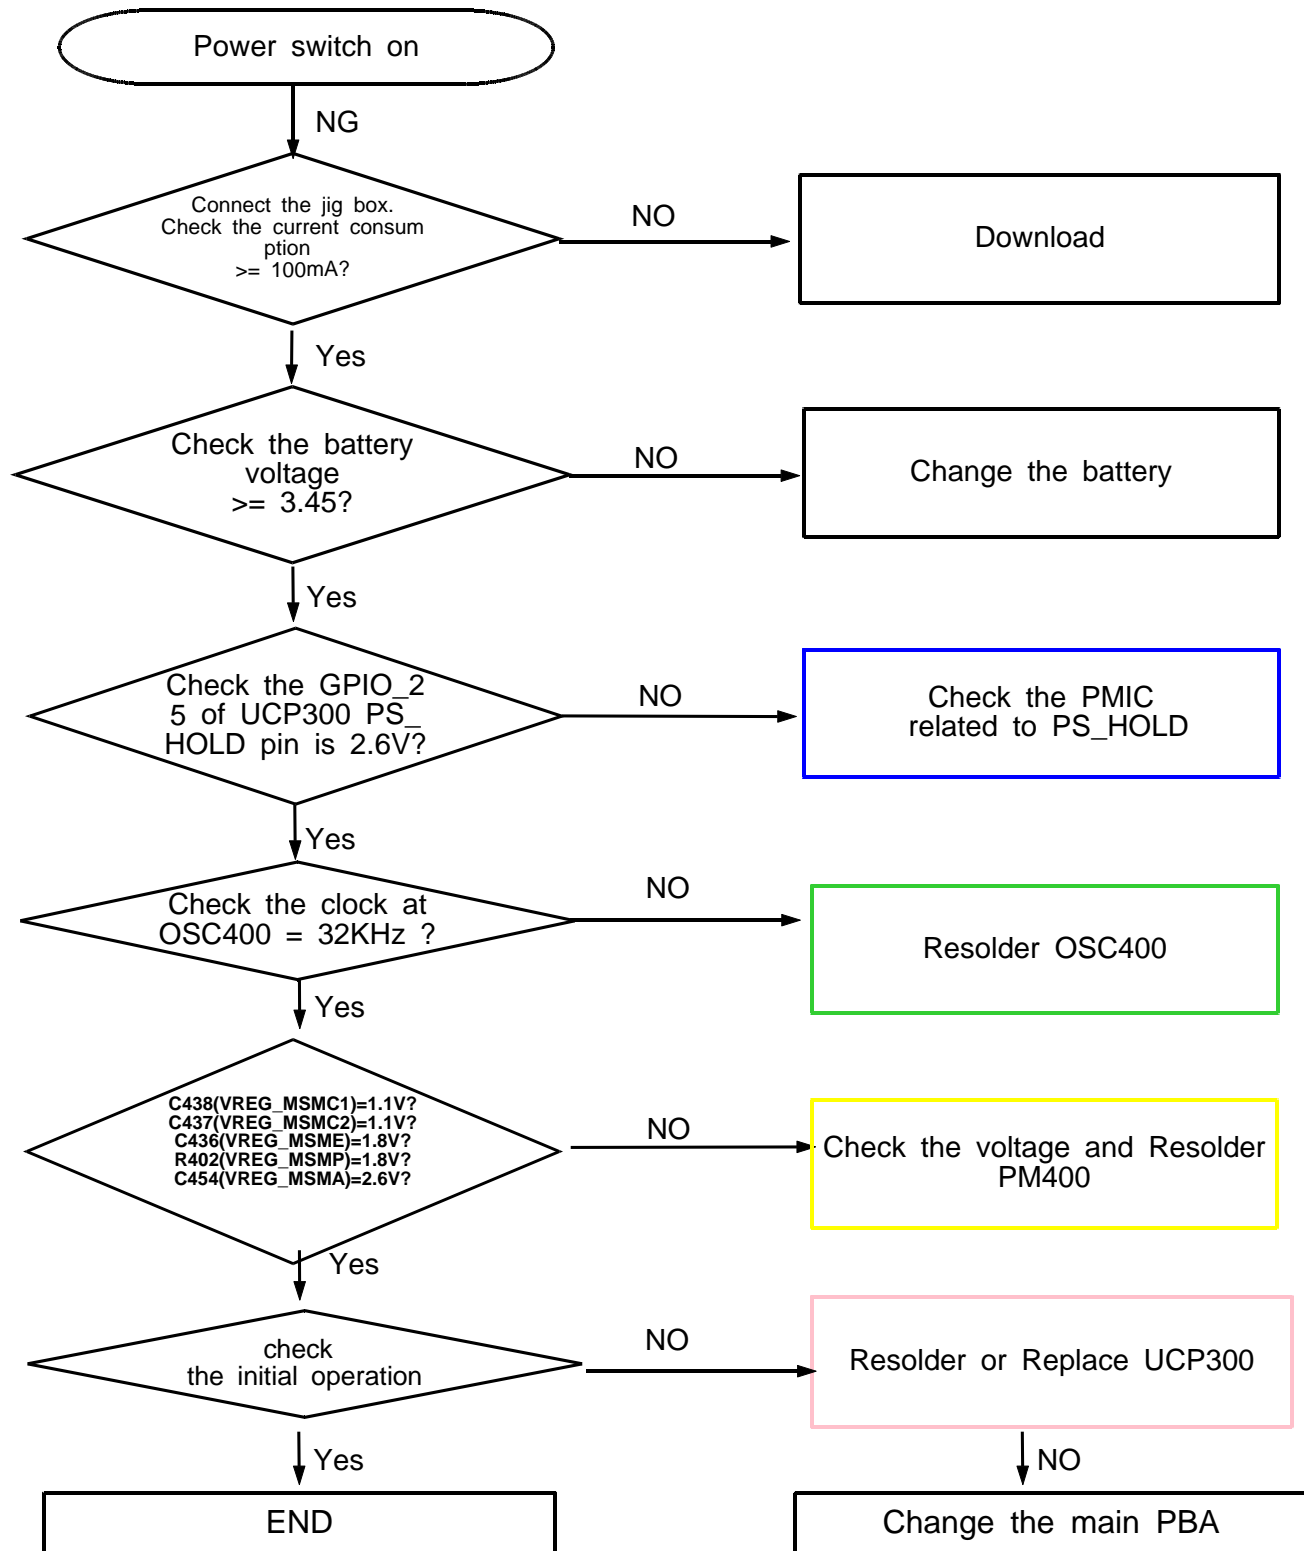 Power switch on
NG
Connect the jig box.
Check the current consum
ption
>= 100mA?
NO
Download
Yes
Check the battery
voltage
>= 3.45?
NO
Change the battery
Yes
Check the GPIO_2
5 of UCP300 PS_
HOLD pin is 2.6V?
NO
Check the PMIC
related to PS_HOLD
Yes
Check the clock at
OSC400 = 32KHz ?
NO
Resolder OSC400
Yes
C438(VREG_MSMC1)=1.1V?
C437(VREG_MSMC2)=1.1V?
C436(VREG_MSME)=1.8V?
R402(VREG_MSMP)=1.8V?
C454(VREG_MSMA)=2.6V?
NO
Check the voltage and Resolder
PM400
Yes
check
the initial operation
NO
Resolder or Replace UCP300
Yes
NO
END
Change the main PBA